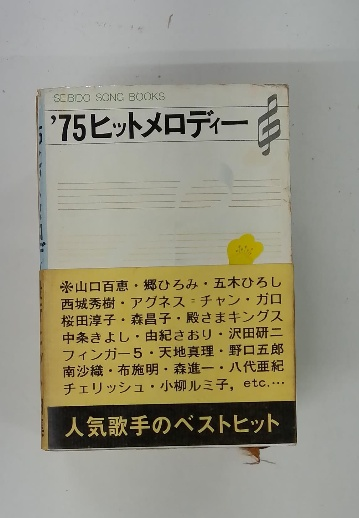 SEIBIDO SONG BOOKS
'75ヒットメロディー
※山口百恵・郷ひろみ・五木ひろし
西城秀樹・アグネス＝チャン・ガロ
桜田淳子・森昌子・殿さまキングス
中条きよし・由紀さおり・沢田研二
フィンガー5・天地真理・野口五郎
南沙織・布施明・森進一・八代亜紀
チェリッシュ・小柳ルミ子, etc.…
人気歌手のベストヒット